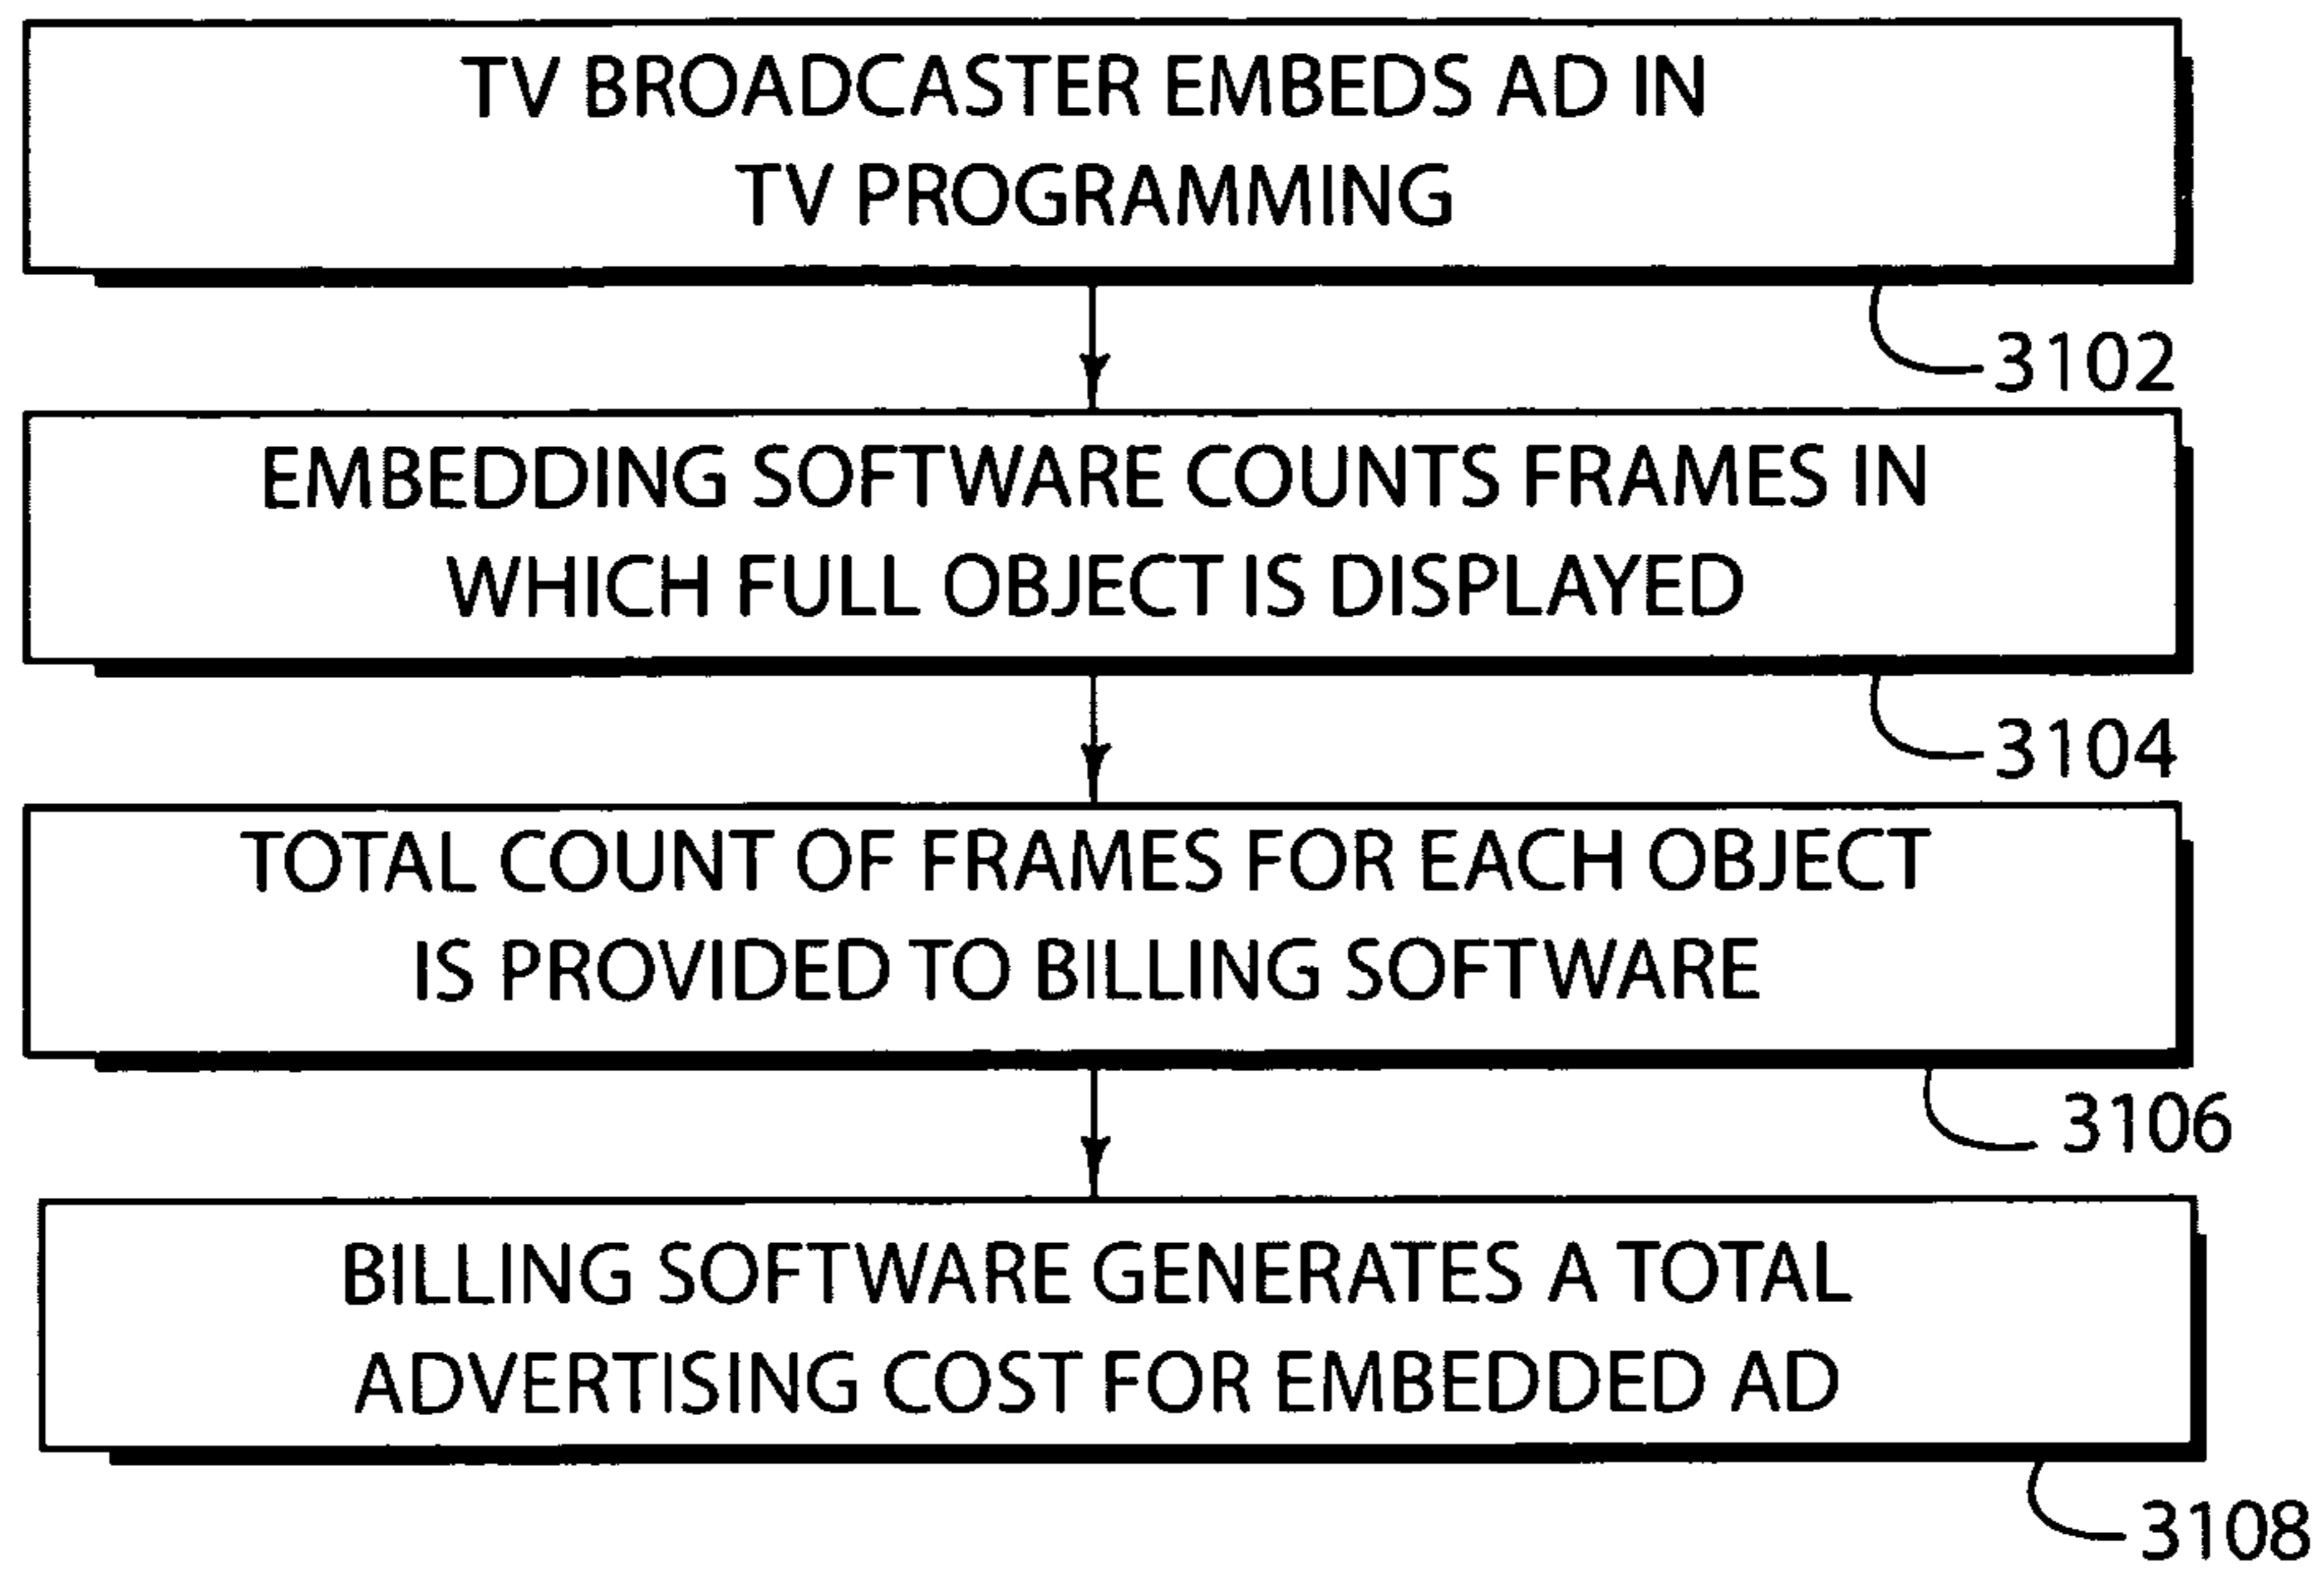 TV BROADCASTER EMBEDS AD IN
TV PROGRAMMING
3102
EMBEDDING SOFTWARE COUNTS FRAMES IN
WHICH FULL OBJECT IS DISPLAYED
3104
TOTAL COUNT OF FRAMES FOR EACH OBJECT
IS PROVIDED TO BILLING SOFTWARE
3106
BILLING SOFTWARE GENERATES A TOTAL
ADVERTISING COST FOR EMBEDDED AD
3108